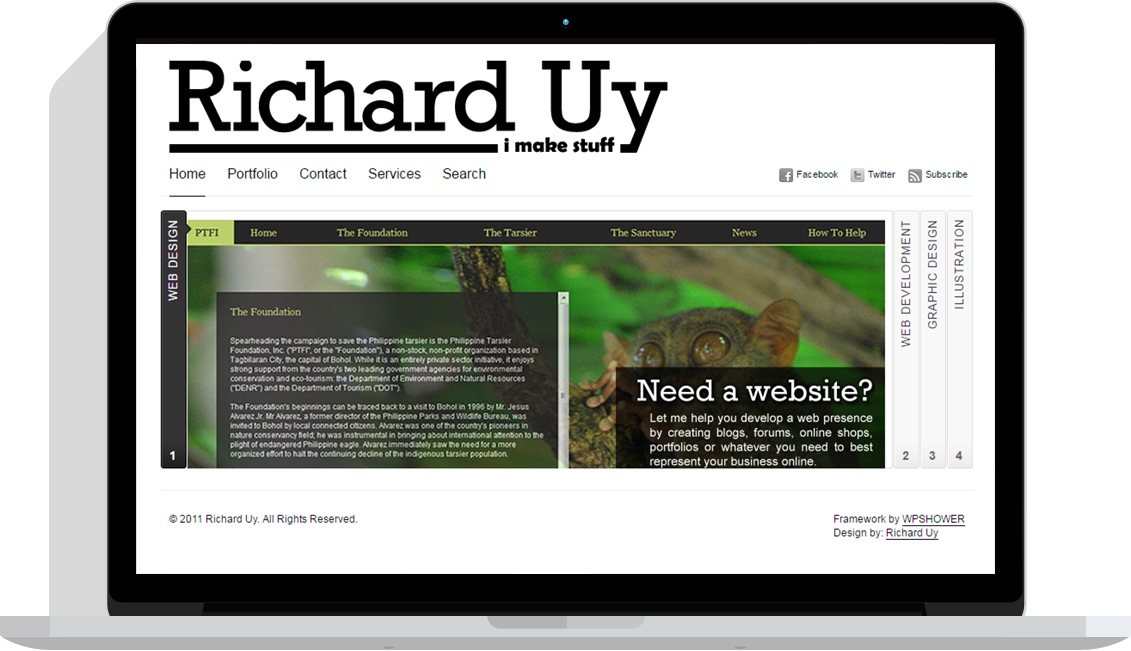 Richard Uy
i make stuff
Home Portfolio Contact Services Search
Facebook Twitter Subscribe
WEB DESIGN
1
PTFI Home The Foundation The Tarsier The Sanctuary News How To Help
The Foundation
Spearheading the campaign to save the Philippine tarsier is the Philippine Tarsier
Foundation, Inc. ("PTFI", or the "Foundation"), a non-stock, non-profit organization based in
Tagbilaran City, the capital of Bohol. While it is an entirely private sector initiative, it enjoys
strong support from the country's two leading government agencies for environmental
conservation and eco-tourism: the Department of Environment and Natural Resources
("DENR") and the Department of Tourism ("DOT").
The Foundation's beginnings can be traced back to a visit to Bohol in 1996 by Mr. Jesus
Alvarez,Jr. Mr Alvarez, a former director of the Philippine Parks and Wildlife Bureau, was
invited to Bohol by local connected citizens. Alvarez was one of the country's pioneers in
nature conservancy field; he was instrumental in bringing about international attention to the
plight of endangered Philippine eagle. Alvarez immediately saw the need for a more
organized effort to halt the continuing decline of the indigenous tarsier population.
Need a website?
Let me help you develop a web presence
by creating blogs, forums, online shops,
portfolios or whatever you need to best
represent your business online.
WEB DEVELOPMENT
2
GRAPHIC DESIGN
3
ILLUSTRATION
4
© 2011 Richard Uy. All Rights Reserved.
Framework by WPSHOWER
Design by: Richard Uy